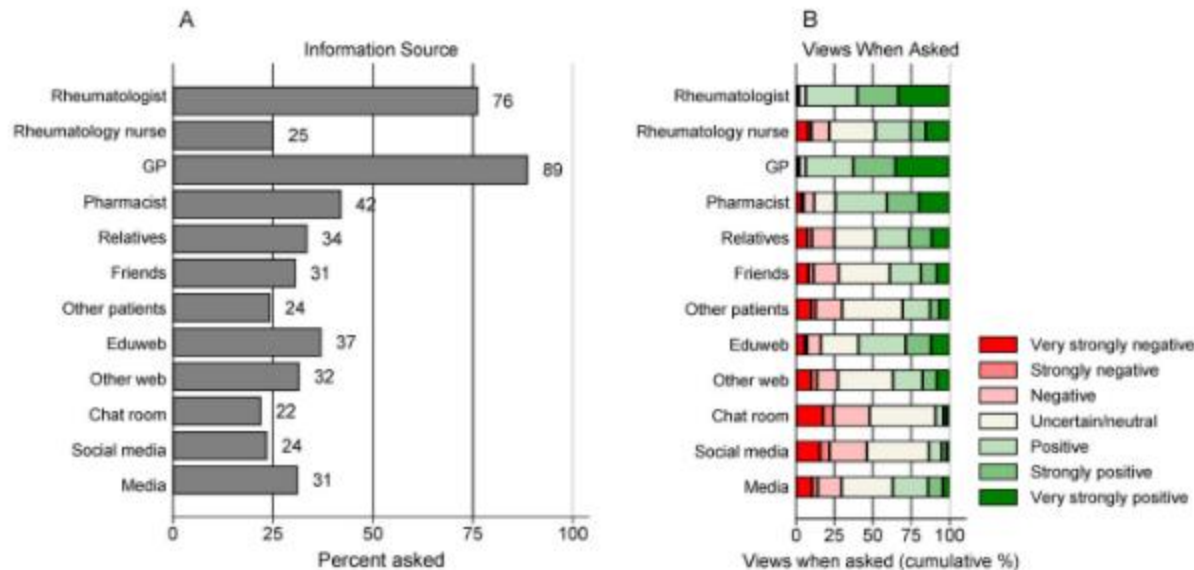 A
Information Source
Rheumatologist
76
Rheumatology nurse
25
GP
89
Pharmacist
42
Relatives
34
Friends
31
Other patients
24
Eduweb
37
Other web
32
Chat room
22
Social media
24
Media
31
0 25 50 75 100
Percent asked
B
Views When Asked
Rheumatologist
Rheumatology nurse
GP
Pharmacist
Relatives
Friends
Other patients
Eduweb
Other web
Chat room
Social media
Media
0 25 50 75 100
Views when asked (cumulative %)
Very strongly negative
Strongly negative
Negative
Uncertain/neutral
Positive
Strongly positive
Very strongly positive